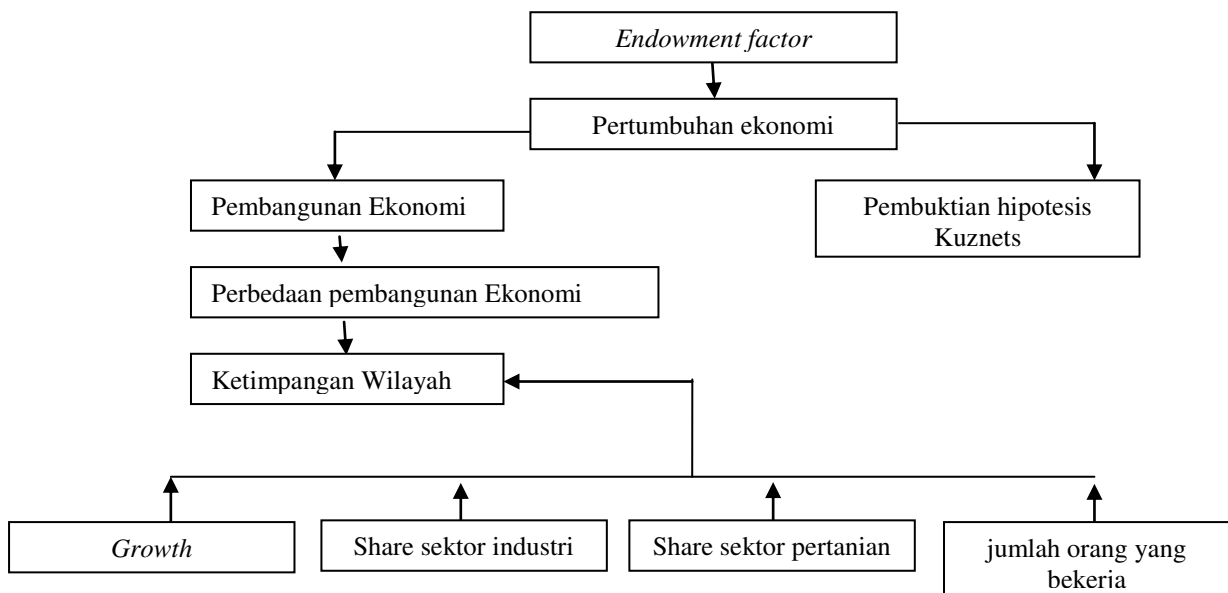 Endowment factor
Pertumbuhan ekonomi
Pembangunan Ekonomi
Pembuktian hipotesis
Kuznets
Perbedaan pembangunan Ekonomi
Ketimpangan Wilayah
Growth
Share sektor industri
Share sektor pertanian
jumlah orang yang
bekerja